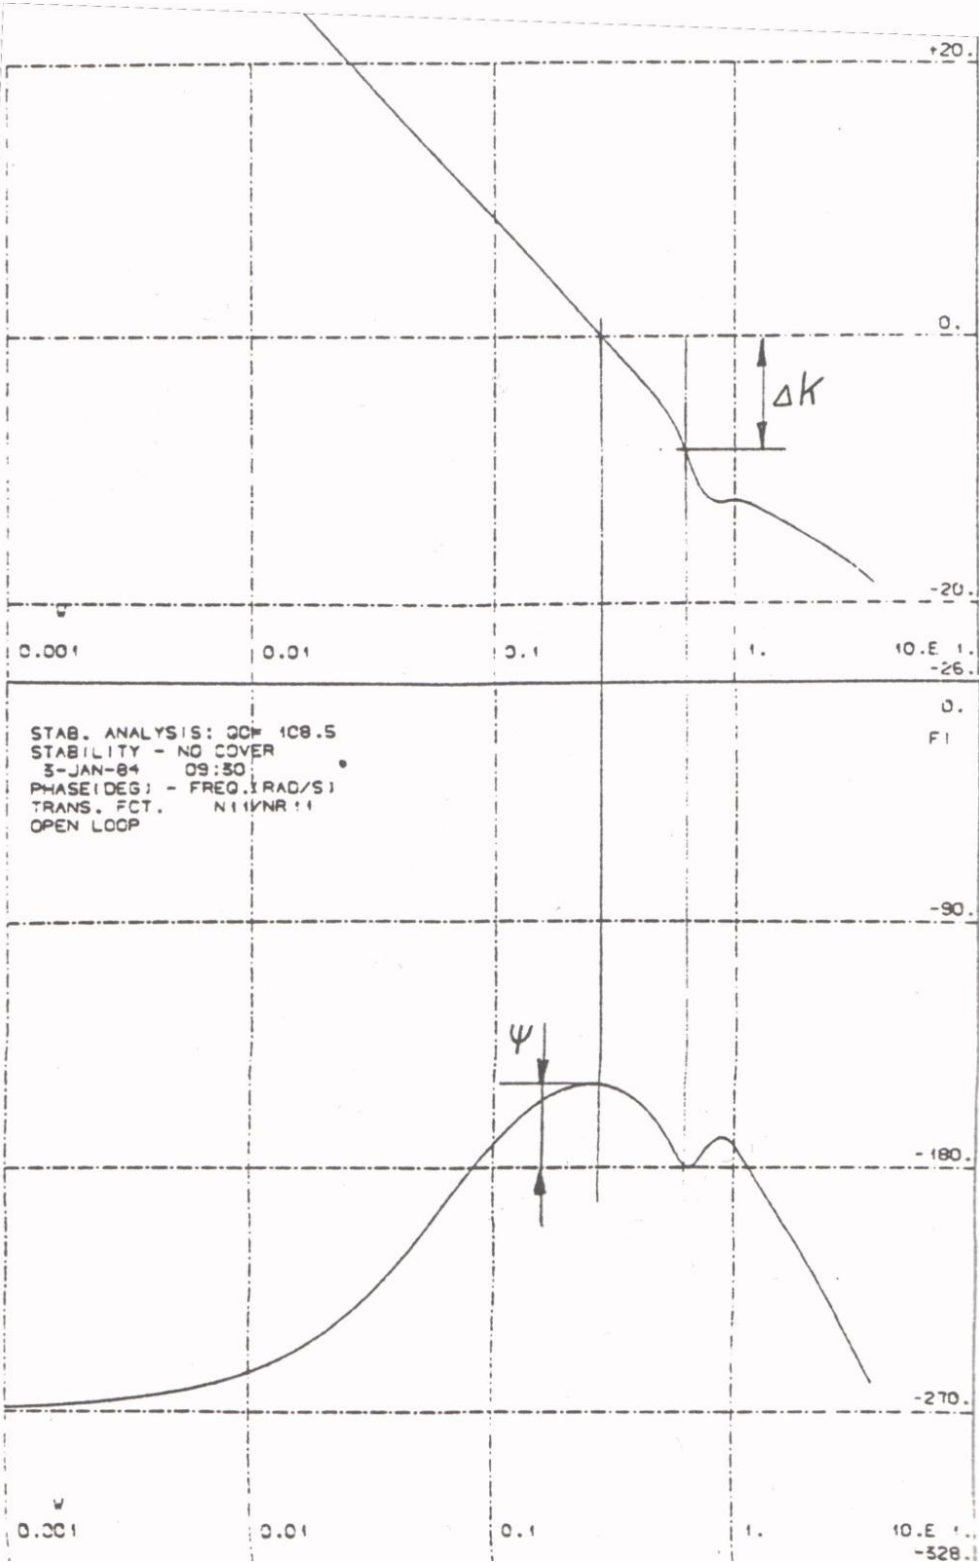 +20.
0.
ΔK
-20.
W
0.001 0.01 0.1 1. 10.E 1.
-26.
0.
FI
STAB. ANALYSIS: 108.5
STABILITY - NO COVER
3-JAN-84 09:30
PHASE(DEG) - FREQ.(RAD/S)
TRANS. FCT.
OPEN LOOP
-90.
Ψ
-180.
-270.
W
0.001 0.01 0.1 1. 10.E 1.
-328.